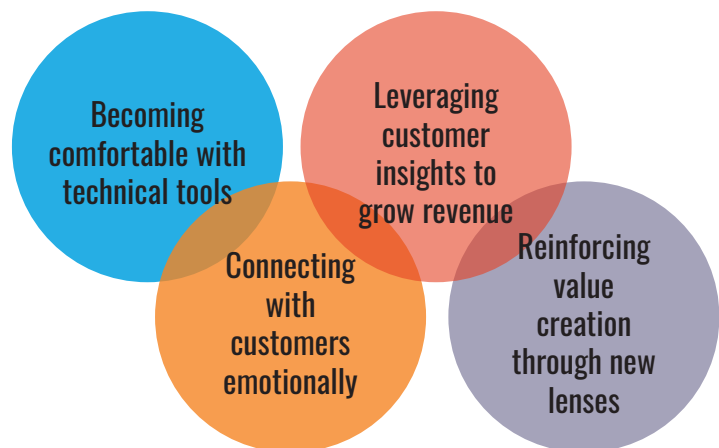 Becoming
comfortable with
technical tools
Leveraging
customer
insights to
grow revenue
Connecting
with
customers
emotionally
Reinforcing
value
creation
through new
lenses